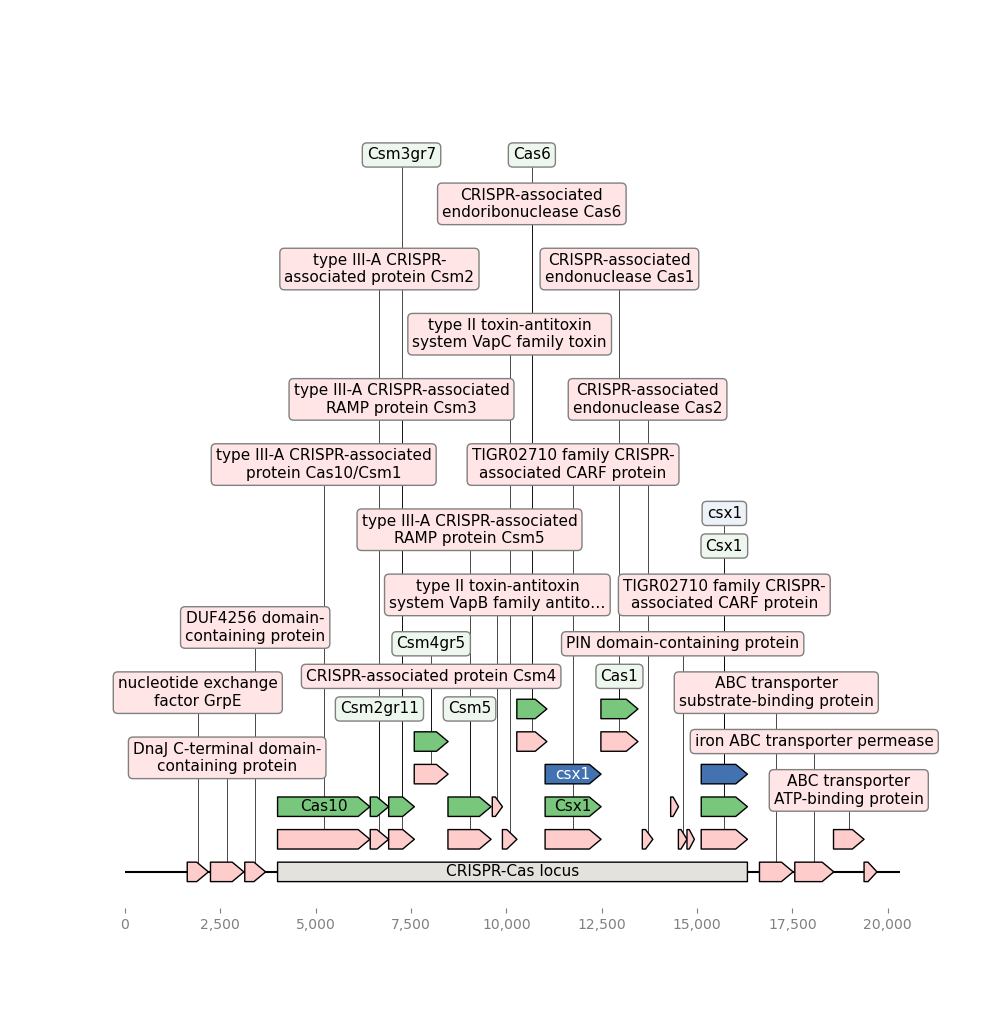 Csm3gr7
Cas6
CRISPR-associated
endoribonuclease Cas6
type III-A CRISPR-
associated protein Csm2
CRISPR-associated
endonuclease Cas1
type II toxin-antitoxin
system VapC family toxin
type III-A CRISPR-associated
RAMP protein Csm3
CRISPR-associated
endonuclease Cas2
type III-A CRISPR-associated
protein Cas10/Csm1
TIGR02710 family CRISPR-
associated CARF protein
csx1
type III-A CRISPR-associated
RAMP protein Csm5
Csx1
type II toxin-antitoxin
system VapB family antito…
TIGR02710 family CRISPR-
associated CARF protein
DUF4256 domain-
containing protein
Csm4gr5
PIN domain-containing protein
CRISPR-associated protein Csm4
Cas1
nucleotide exchange
factor GrpE
ABC transporter
substrate-binding protein
Csm2gr11
Csm5
iron ABC transporter permease
DnaJ C-terminal domain-
containing protein
csx1
ABC transporter
ATP-binding protein
Cas10
Csx1
CRISPR-Cas locus
0
2,500
5,000
7,500
10,000
12,500
15,000
17,500
20,000